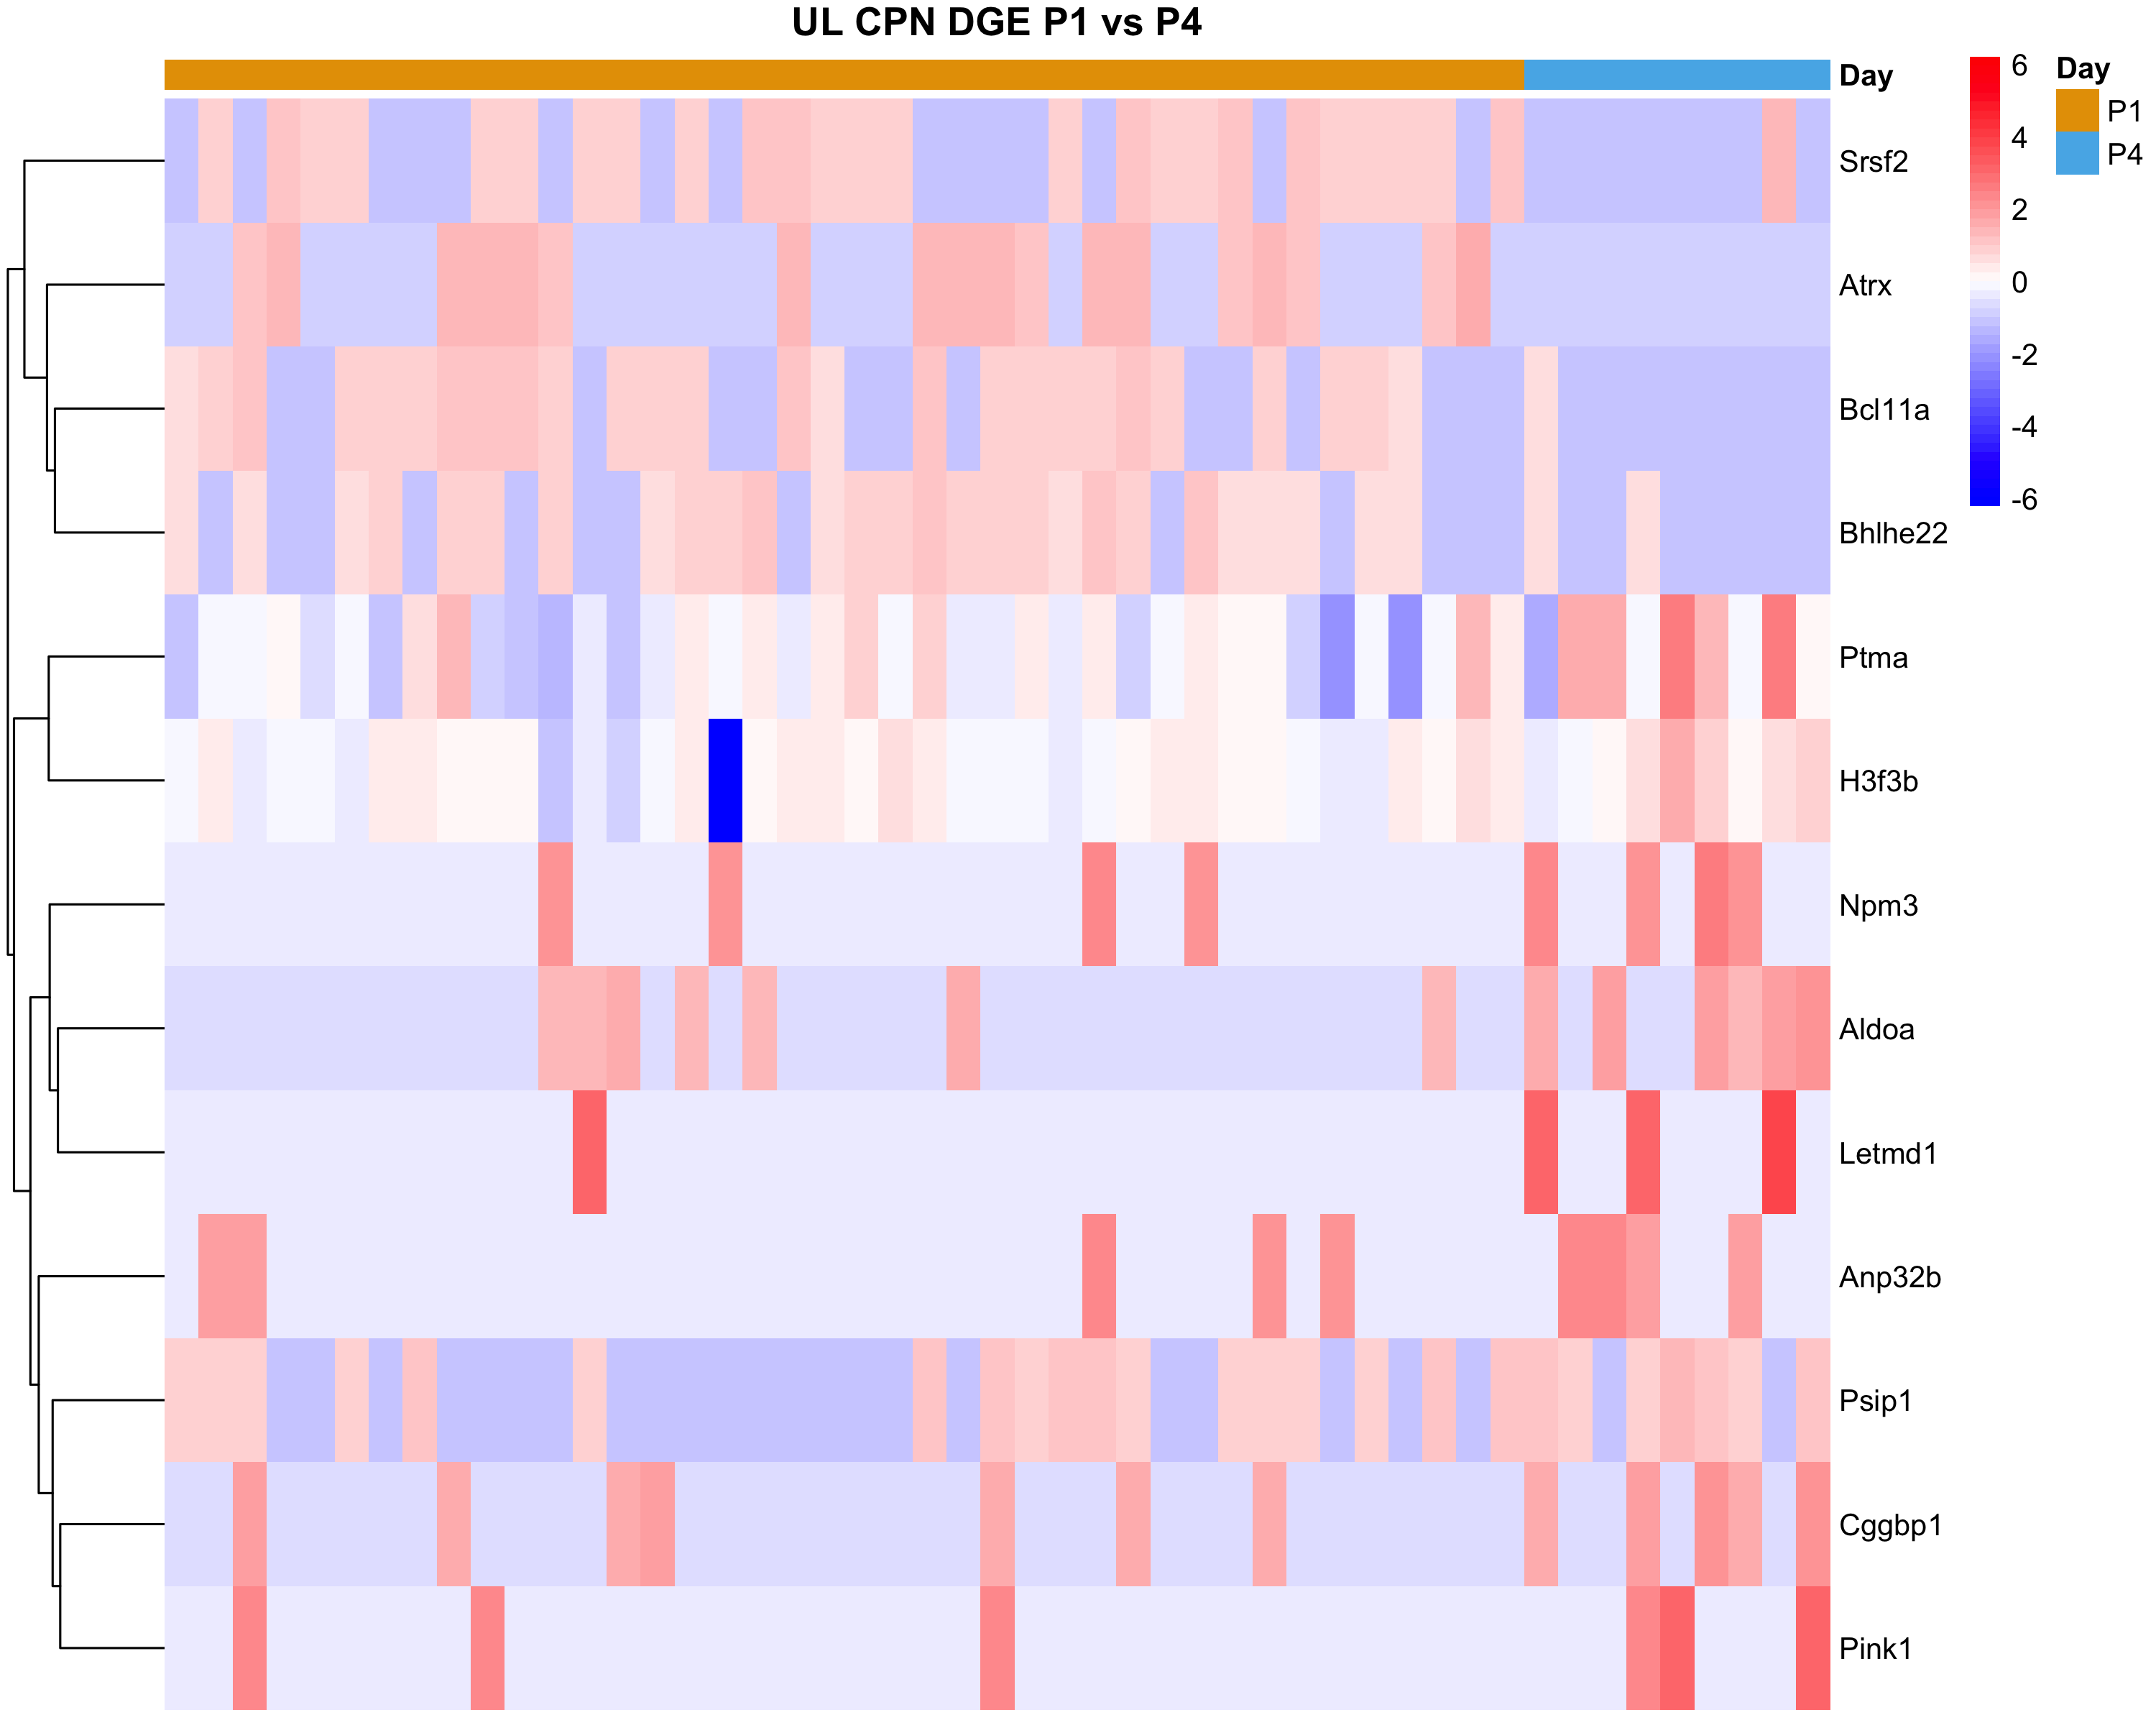 UL CPN DGE P1 vs P4
Day
Srsf2
Atrx
Bcl11a
Bhlhe22
Ptma
H3f3b
Npm3
Aldoa
Letmd1
Anp32b
Psip1
Cggbp1
Pink1
6
4
2
0
-2
-4
-6
Day
P1
P4